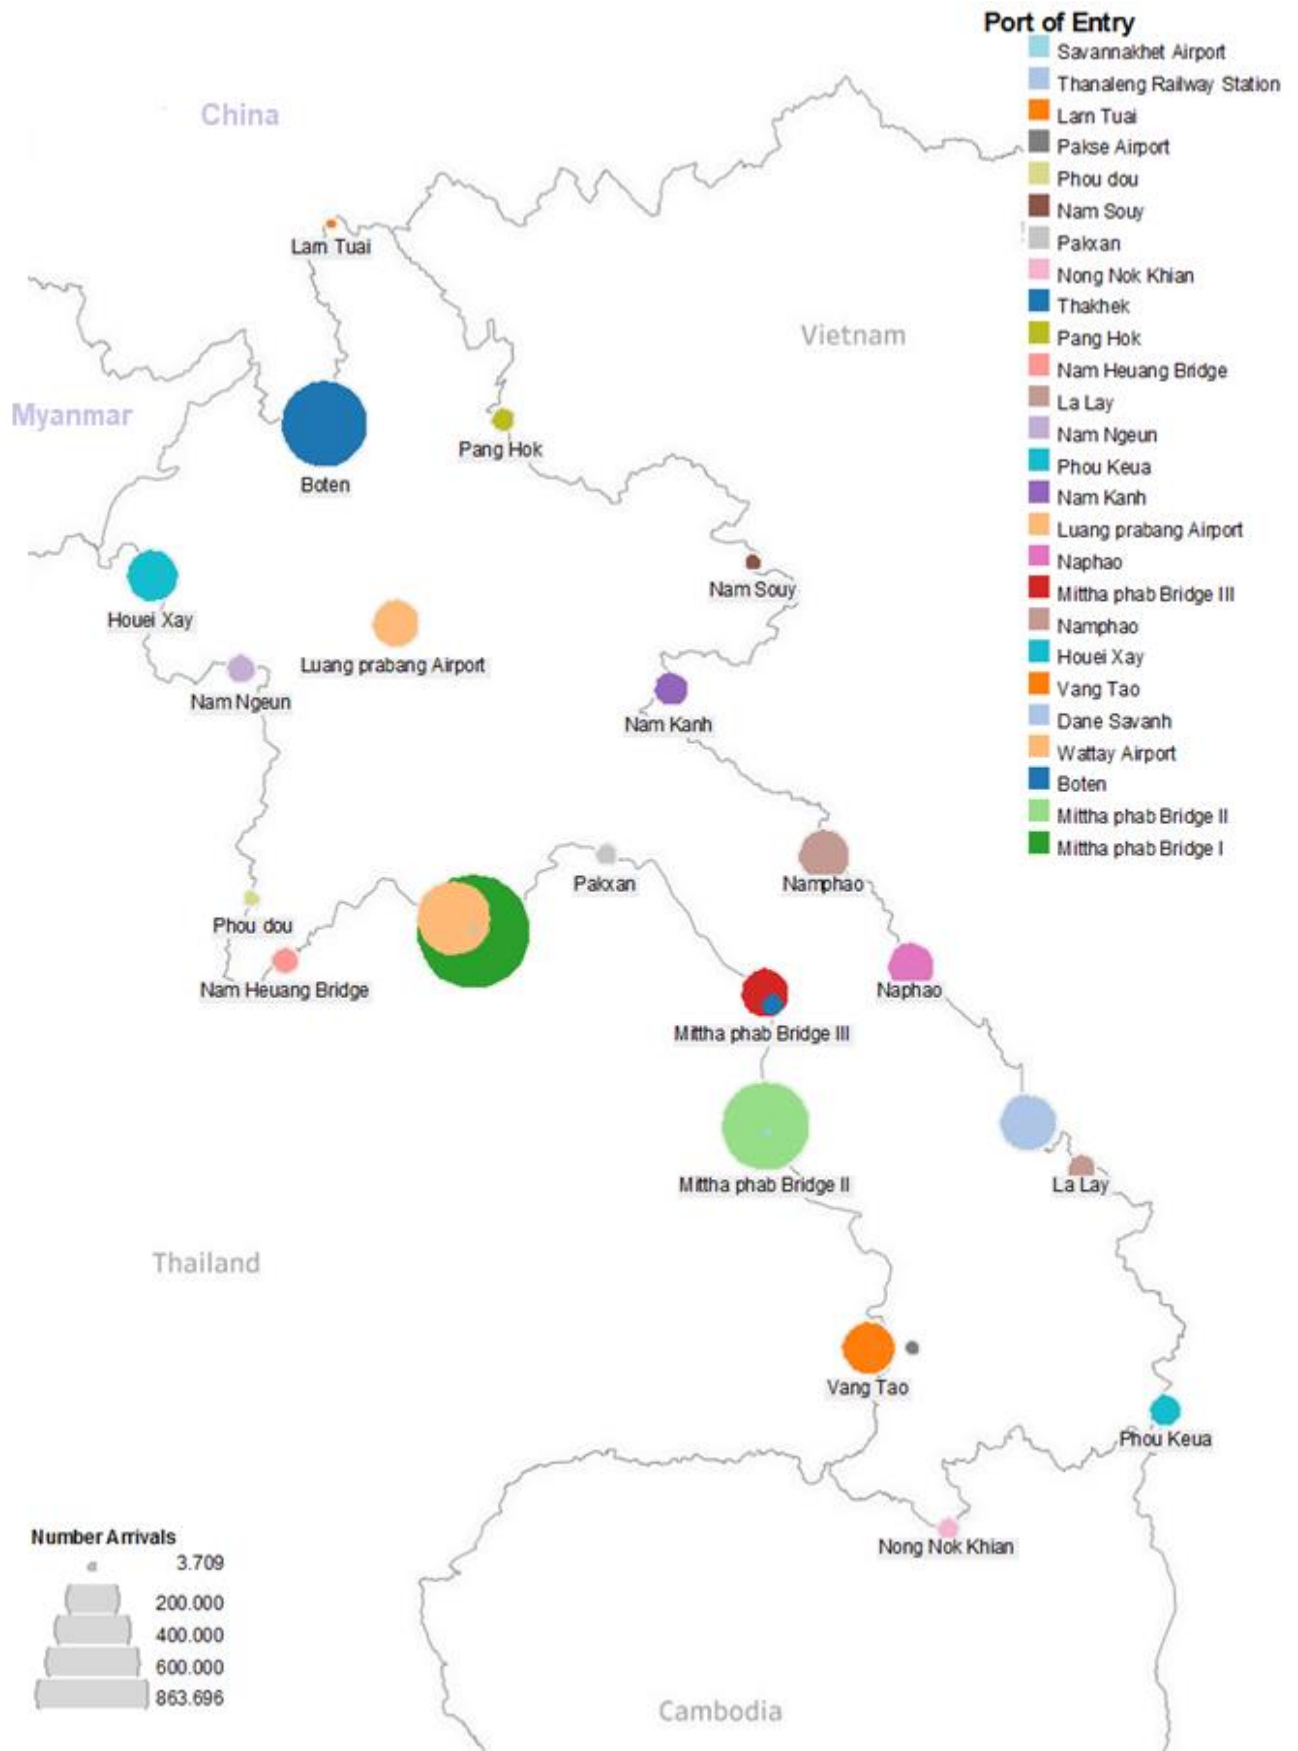 Port of Entry
Savannakhet Airport
Thanaleng Railway Station
Larn Tuai
Pakse Airport
Phou dou
Nam Souy
Pakxan
Nong Nok Khian
Thakhek
Pang Hok
Nam Heuang Bridge
La Lay
Nam Ngeun
Phou Keua
Nam Kanh
Luang prabang Airport
Naphao
Mittha phab Bridge III
Namphao
Houei Xay
Vang Tao
Dane Savanh
Wattay Airport
Boten
Mittha phab Bridge II
Mittha phab Bridge I
China
Larn Tuai
Vietnam
Myanmar
Pang Hok
Boten
Nam Souy
Houei Xay
Luang prabang Airport
Nam Ngeun
Nam Kanh
Pakxan
Namphao
Phou dou
Nam Heuang Bridge
Naphao
Mittha phab Bridge III
Mittha phab Bridge II
La Lay
Thailand
Vang Tao
Phou Keua
Nong Nok Khian
Number Arrivals
3.709
200.000
400.000
600.000
863.696
Cambodia